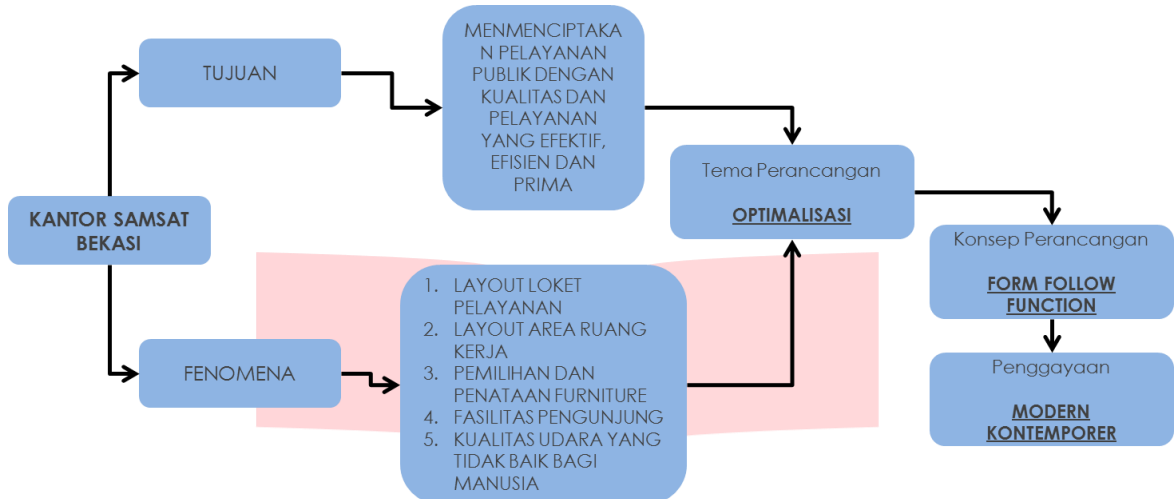 KANTOR SAMSAT
BEKASI
TUJUAN
MENMENCIPTAKA
N PELAYANAN
PUBLIK DENGAN
KUALITAS DAN
PELAYANAN
YANG EFEKTIF,
EFISIEN DAN
PRIMA
FENOMENA
1. LAYOUT LOKET
PELAYANAN
2. LAYOUT AREA RUANG
KERJA
3. PEMILIHAN DAN
PENATAAN FURNITURE
4. FASILITAS PENGUNJUNG
5. KUALITAS UDARA YANG
TIDAK BAIK BAGI
MANUSIA
Tema Perancangan
OPTIMALISASI
Konsep Perancangan
FORM FOLLOW
FUNCTION
Penggayaan
MODERN
KONTEMPORER